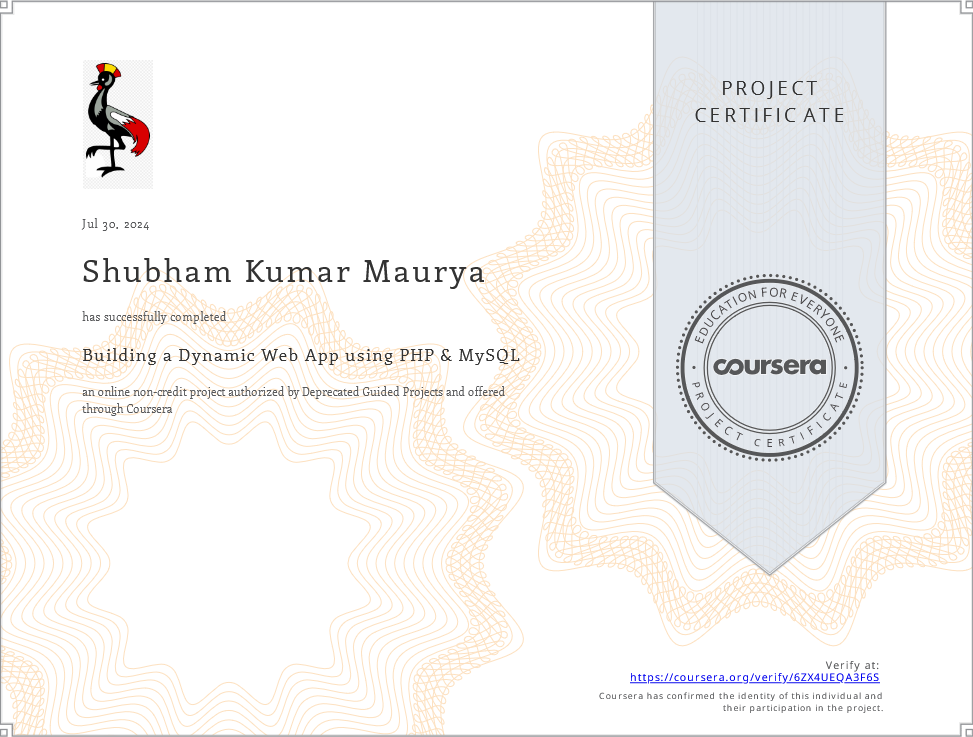 PROJECT
CERTIFICATE
Jul 30, 2024
Shubham Kumar Maurya
has successfully completed
Building a Dynamic Web App using PHP & MySQL
an online non-credit project authorized by Deprecated Guided Projects and offered
through Coursera
EDUCATION FOR EVERYONE
coursera
PROJECT CERTIFICATE
Verify at:
https://coursera.org/verify/6ZX4UEQA3F6S
Coursera has confirmed the identity of this individual and
their participation in the project.